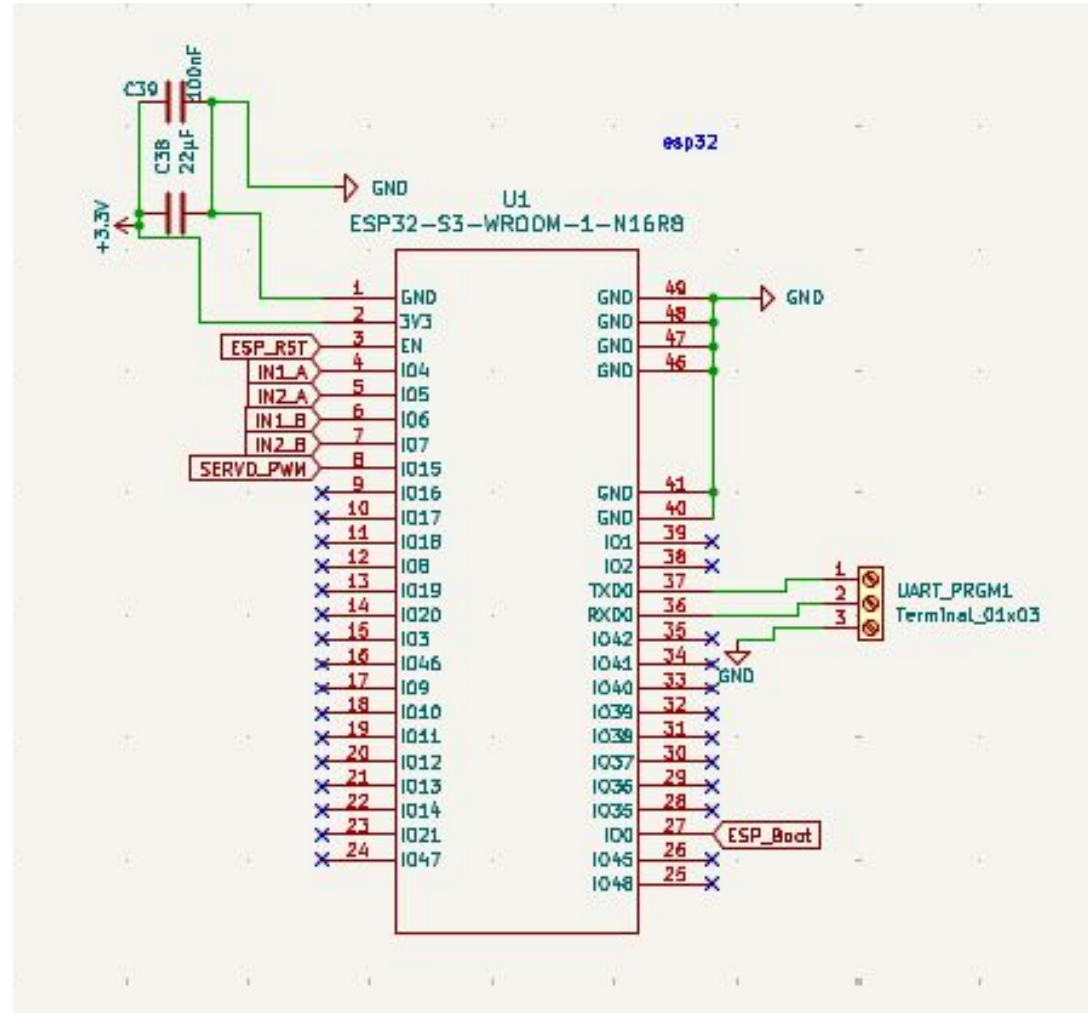 C39
100nF
C38
22µF
+3.3V
GND
esp32
U1
ESP32-S3-WROOM-1-N16R8
1 GND
2 3V3
ESP_RST 3 EN
IN1_A 4 IO4
IN2_A 5 IO5
IN1_B 6 IO6
IN2_B 7 IO7
SERVO_PWM 8 IO15
9 IO16
10 IO17
11 IO18
12 IO8
13 IO19
14 IO20
15 IO3
16 IO46
17 IO9
18 IO10
19 IO11
20 IO12
21 IO13
22 IO14
23 IO21
24 IO47
GND 49 GND
GND 48
GND 47
GND 46
GND 41
GND 40
IO1 39
IO2 38
TXD0 37
RXD0 36
IO42 35
IO41 34
IO40 33
IO39 32
IO38 31
IO37 30
IO36 29
IO35 28
IO0 27 ESP_Boot
IO45 26
IO48 25
1
2
3
UART_PRGM1
Terminal_01x03
GND